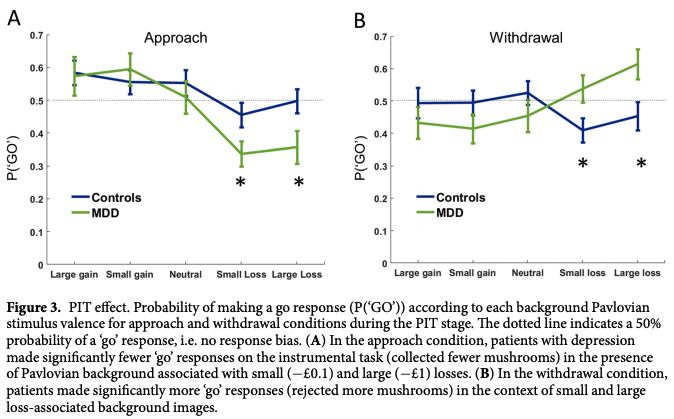 A
Approach
0.7
0.6
0.5
0.4
0.3
0.2
0.1
0
P('GO')
Controls
MDD
*
*
Large gain
Small gain
Neutral
Small Loss
Large Loss
B
Withdrawal
0.7
0.6
0.5
0.4
0.3
0.2
0.1
0
P('GO')
Controls
MDD
*
*
Large gain
Small gain
Neutral
Small loss
Large loss
Figure 3. PIT effect. Probability of making a go response (P('GO')) according to each background Pavlovian
stimulus valence for approach and withdrawal conditions during the PIT stage. The dotted line indicates a 50%
probability of a 'go' response, i.e. no response bias. (A) In the approach condition, patients with depression
made significantly fewer 'go' responses on the instrumental task (collected fewer mushrooms) in the presence
of Pavlovian background associated with small (−£0.1) and large (−£1) losses. (B) In the withdrawal condition,
patients made significantly more 'go' responses (rejected more mushrooms) in the context of small and large
loss-associated background images.